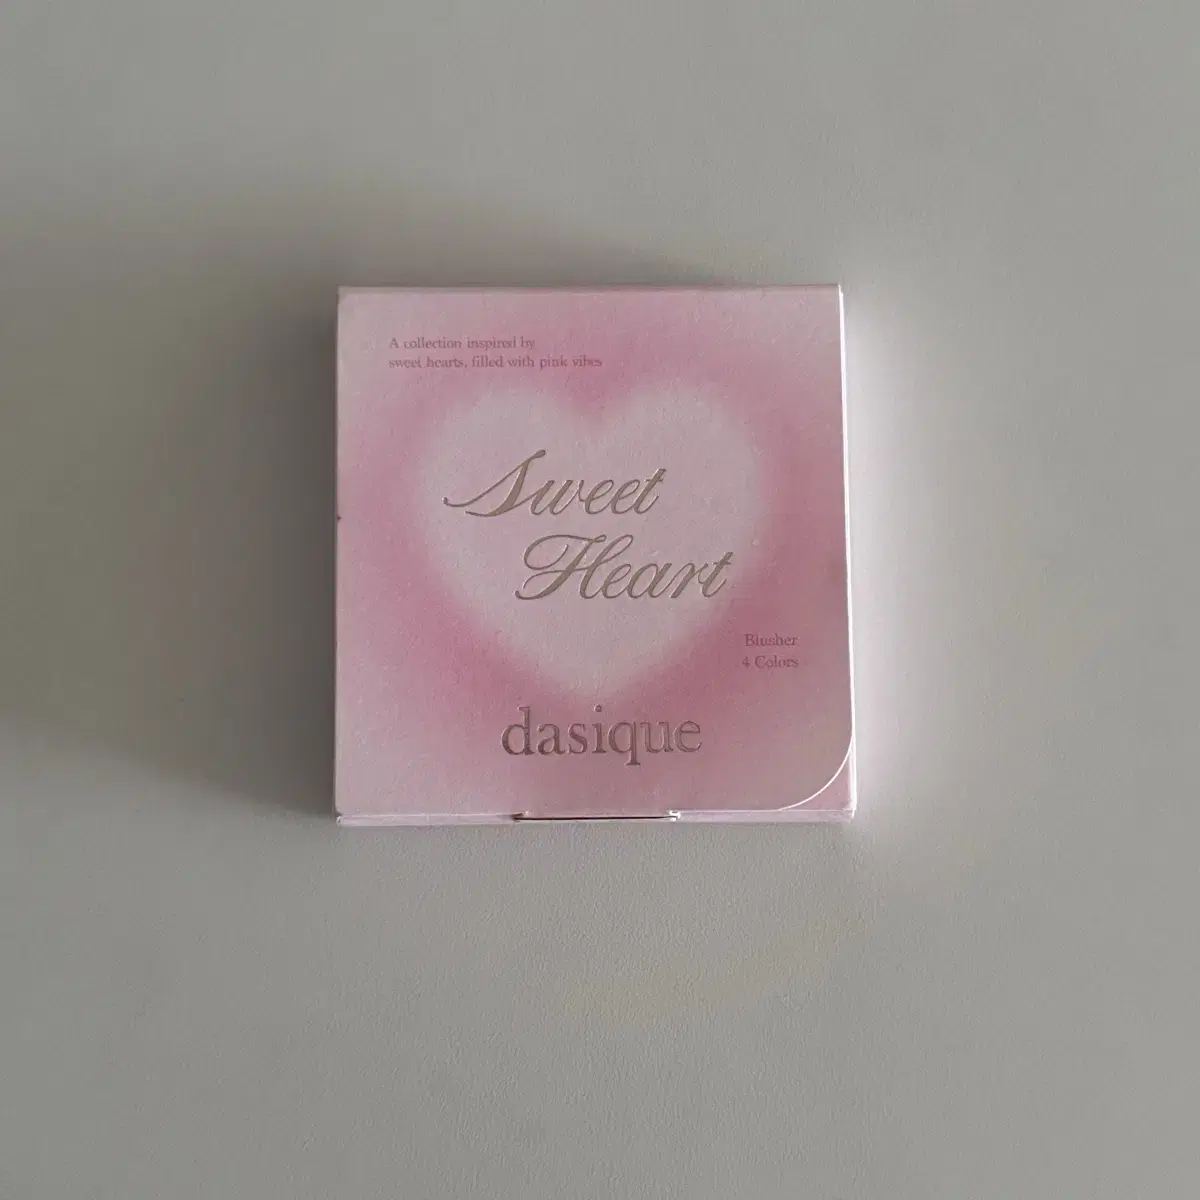 A collection inspired by
sweet hearts, filled with pink vibes
Sweet
Heart
Blusher
4 Colors
dasique